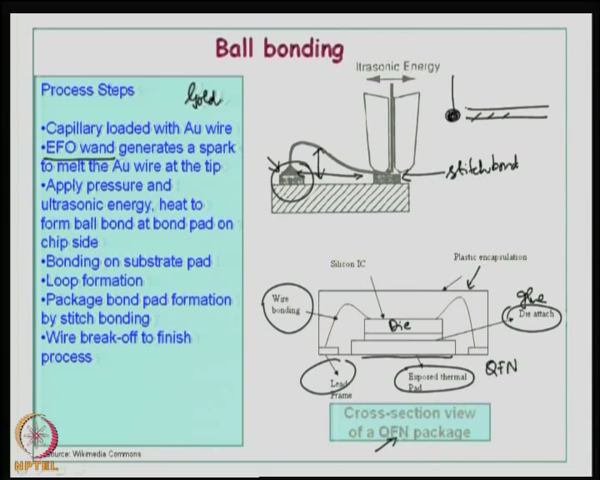 Ball bonding
Process Steps
Gold
•Capillary loaded with Au wire
•EFO wand generates a spark
to melt the Au wire at the tip
•Apply pressure and
ultrasonic energy, heat to
form ball bond at bond pad on
chip side
•Bonding on substrate pad
•Loop formation
•Package bond pad formation
by stitch bonding
•Wire break-off to finish
process
ltrasonic Energy
stitch bond
Silicon IC
Plastic encapsulation
Wire
bonding
Die
glue
Die attach
QFN
Lead
Frame
Exposed thermal
Pad
Cross-section view
of a QFN package
Source: Wikimedia Commons
NPTEL